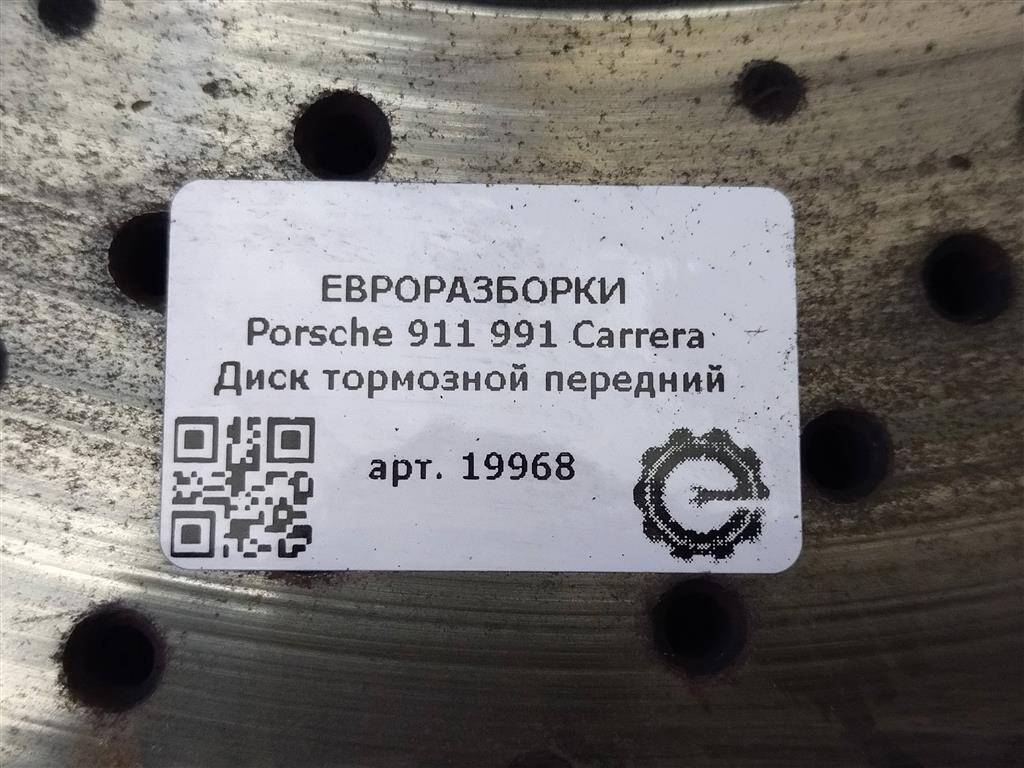 ЕВРОРАЗБОРКИ
Porsche 911 991 Carrera
Диск тормозной передний
арт. 19968